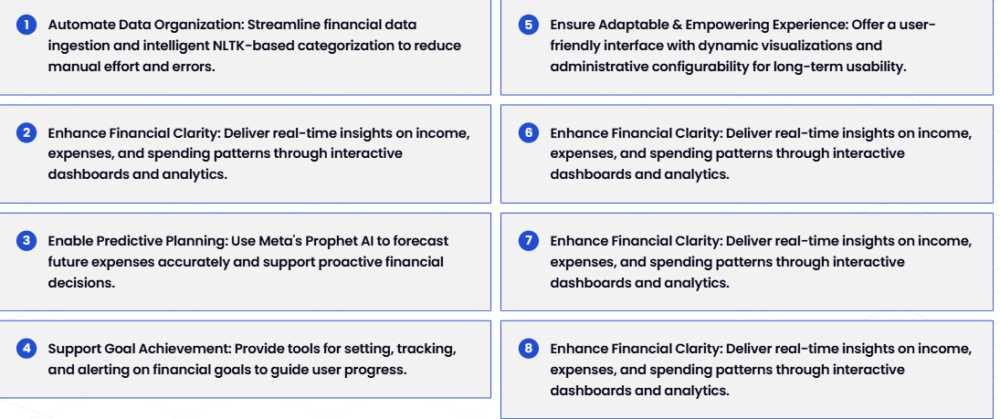 1 Automate Data Organization: Streamline financial data
ingestion and intelligent NLTK-based categorization to reduce
manual effort and errors.
2 Enhance Financial Clarity: Deliver real-time insights on income,
expenses, and spending patterns through interactive
dashboards and analytics.
3 Enable Predictive Planning: Use Meta's Prophet AI to forecast
future expenses accurately and support proactive financial
decisions.
4 Support Goal Achievement: Provide tools for setting, tracking,
and alerting on financial goals to guide user progress.
5 Ensure Adaptable & Empowering Experience: Offer a user-
friendly interface with dynamic visualizations and
administrative configurability for long-term usability.
6 Enhance Financial Clarity: Deliver real-time insights on income,
expenses, and spending patterns through interactive
dashboards and analytics.
7 Enhance Financial Clarity: Deliver real-time insights on income,
expenses, and spending patterns through interactive
dashboards and analytics.
8 Enhance Financial Clarity: Deliver real-time insights on income,
expenses, and spending patterns through interactive
dashboards and analytics.